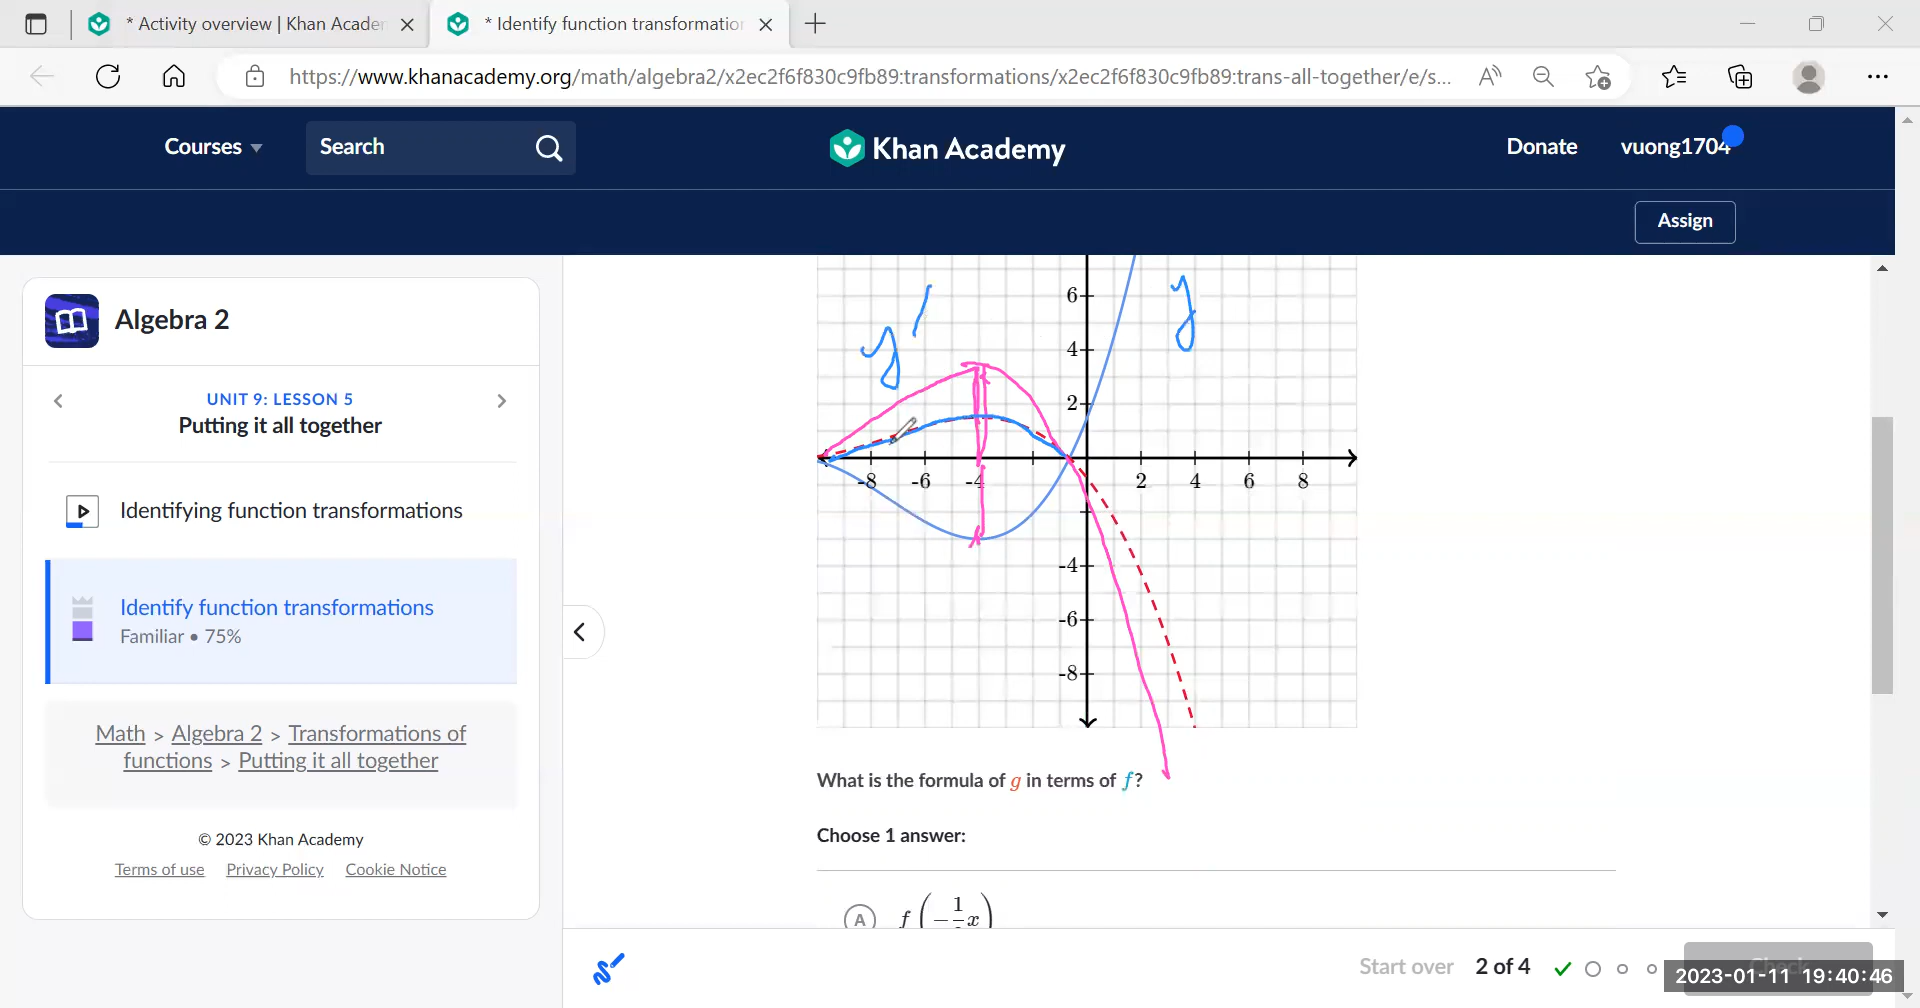 * Activity overview | Khan Acade
* Identify function transformatio
https://www.khanacademy.org/math/algebra2/x2ec2f6f830c9fb89:transformations/x2ec2f6f830c9fb89:trans-all-together/e/s...
Courses
Search
Khan Academy
Donate
vuong1704
Assign
Algebra 2
UNIT 9: LESSON 5
Putting it all together
Identifying function transformations
Identify function transformations
Familiar • 75%
Math > Algebra 2 > Transformations of
functions > Putting it all together
© 2023 Khan Academy
Terms of use Privacy Policy Cookie Notice
6
4
2
-8 -6 -4 2 4 6 8
-4
-6
-8
What is the formula of g in terms of f?
Choose 1 answer:
A f(-1/ x)
Start over 2 of 4
Check
2023-01-11 19:40:46